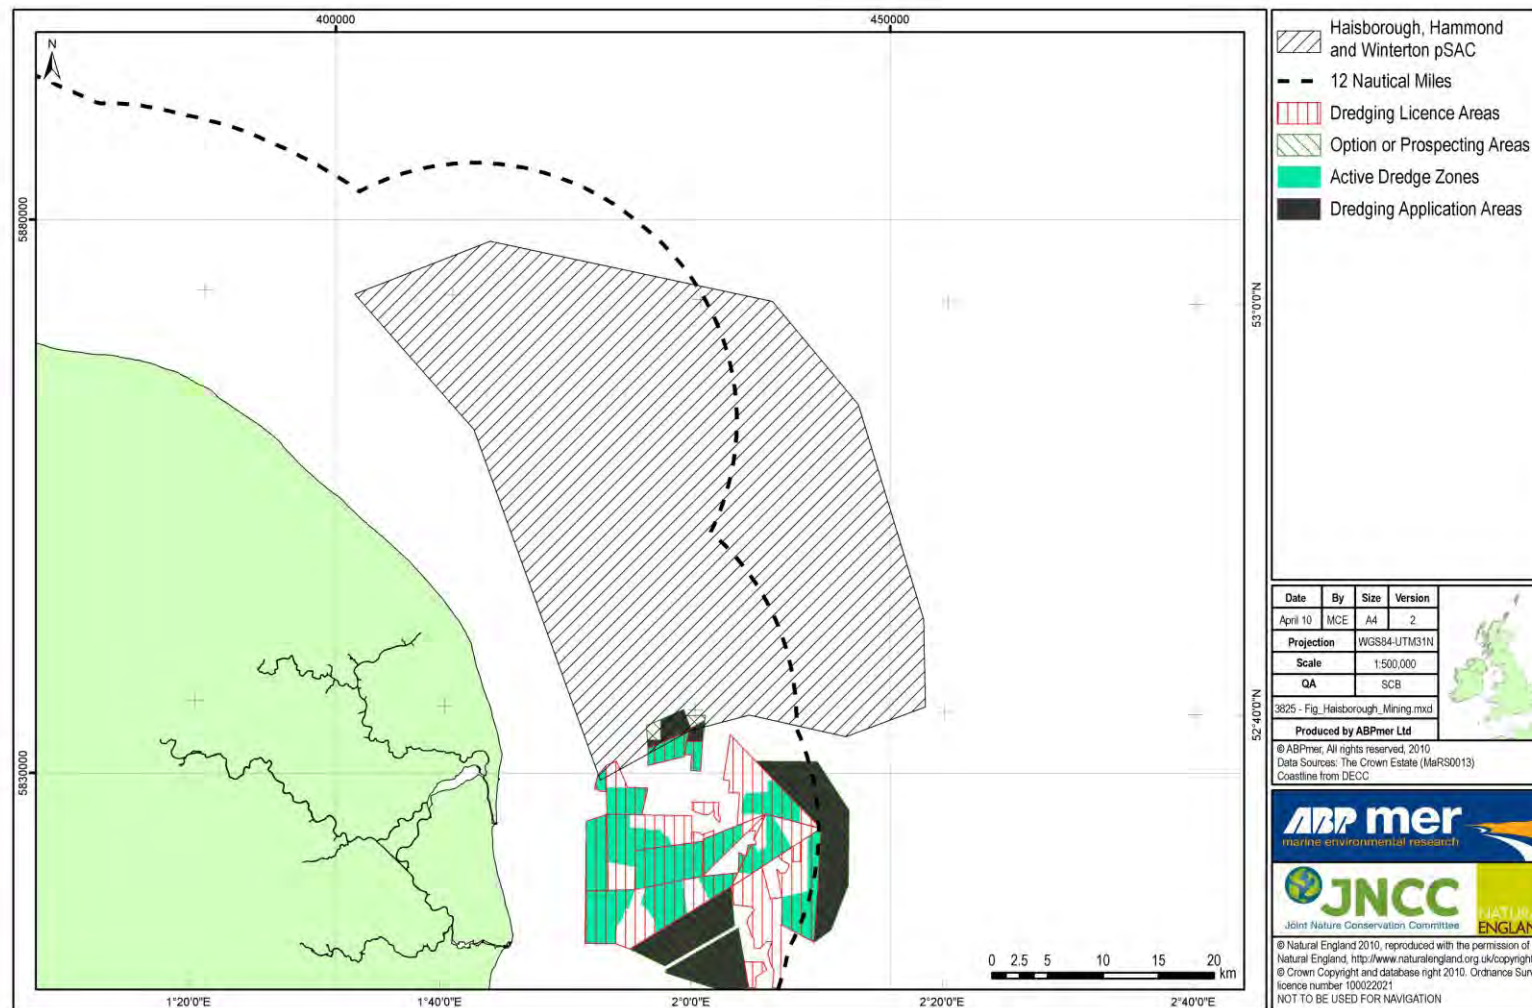 400000
450000
N
5880000
5830000
53°0'0"N
52°40'0"N
1°20'0"E
1°40'0"E
2°0'0"E
2°20'0"E
2°40'0"E
0 2.5 5 10 15 20
km
Haisborough, Hammond
and Winterton pSAC
12 Nautical Miles
Dredging Licence Areas
Option or Prospecting Areas
Active Dredge Zones
Dredging Application Areas
Date By Size Version
April 10 MCE A4 2
Projection WGS84-UTM31N
Scale 1:500,000
QA SCB
3825 - Fig_Haisborough_Mining.mxd
Produced by ABPmer Ltd
© ABPmer, All rights reserved, 2010
Data Sources: The Crown Estate (MaRS0013)
Coastline from DECC
ABP mer
marine environmental research
JNCC
Joint Nature Conservation Committee
NATUR
ENGLAN
© Natural England 2010, reproduced with the permission of
Natural England, http://www.naturalengland.org.uk/copyright
© Crown Copyright and database right 2010. Ordnance Surv
licence number 100022021
NOT TO BE USED FOR NAVIGATION